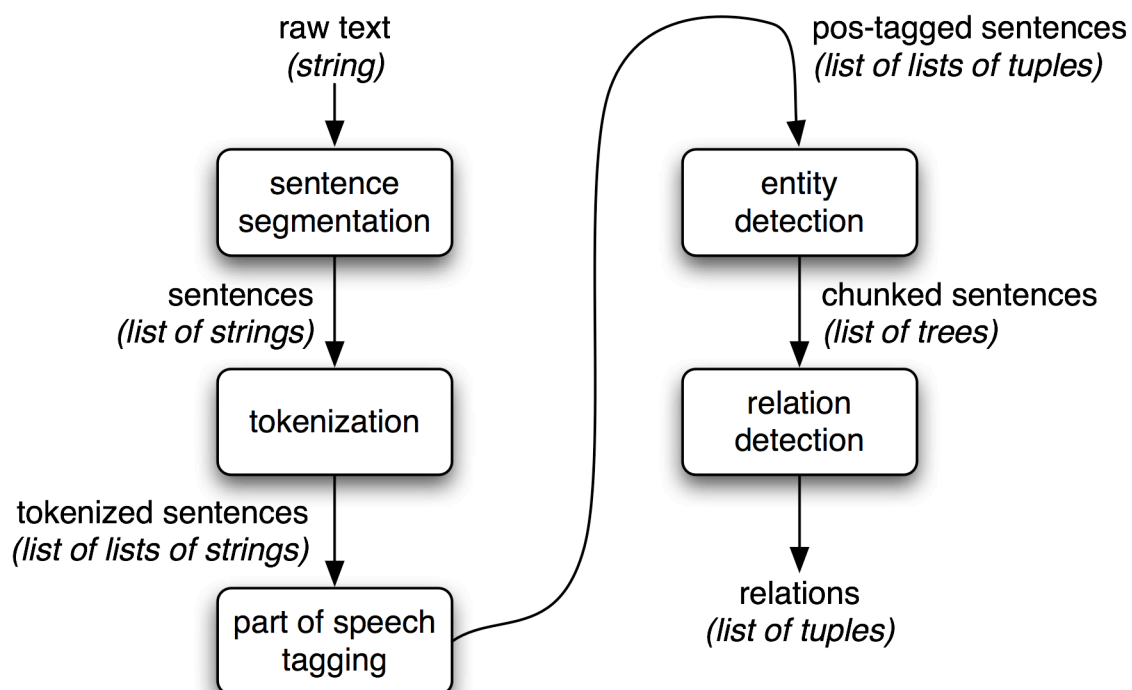 raw text
(string)
sentence
segmentation
sentences
(list of strings)
tokenization
tokenized sentences
(list of lists of strings)
part of speech
tagging
pos-tagged sentences
(list of lists of tuples)
entity
detection
chunked sentences
(list of trees)
relation
detection
relations
(list of tuples)